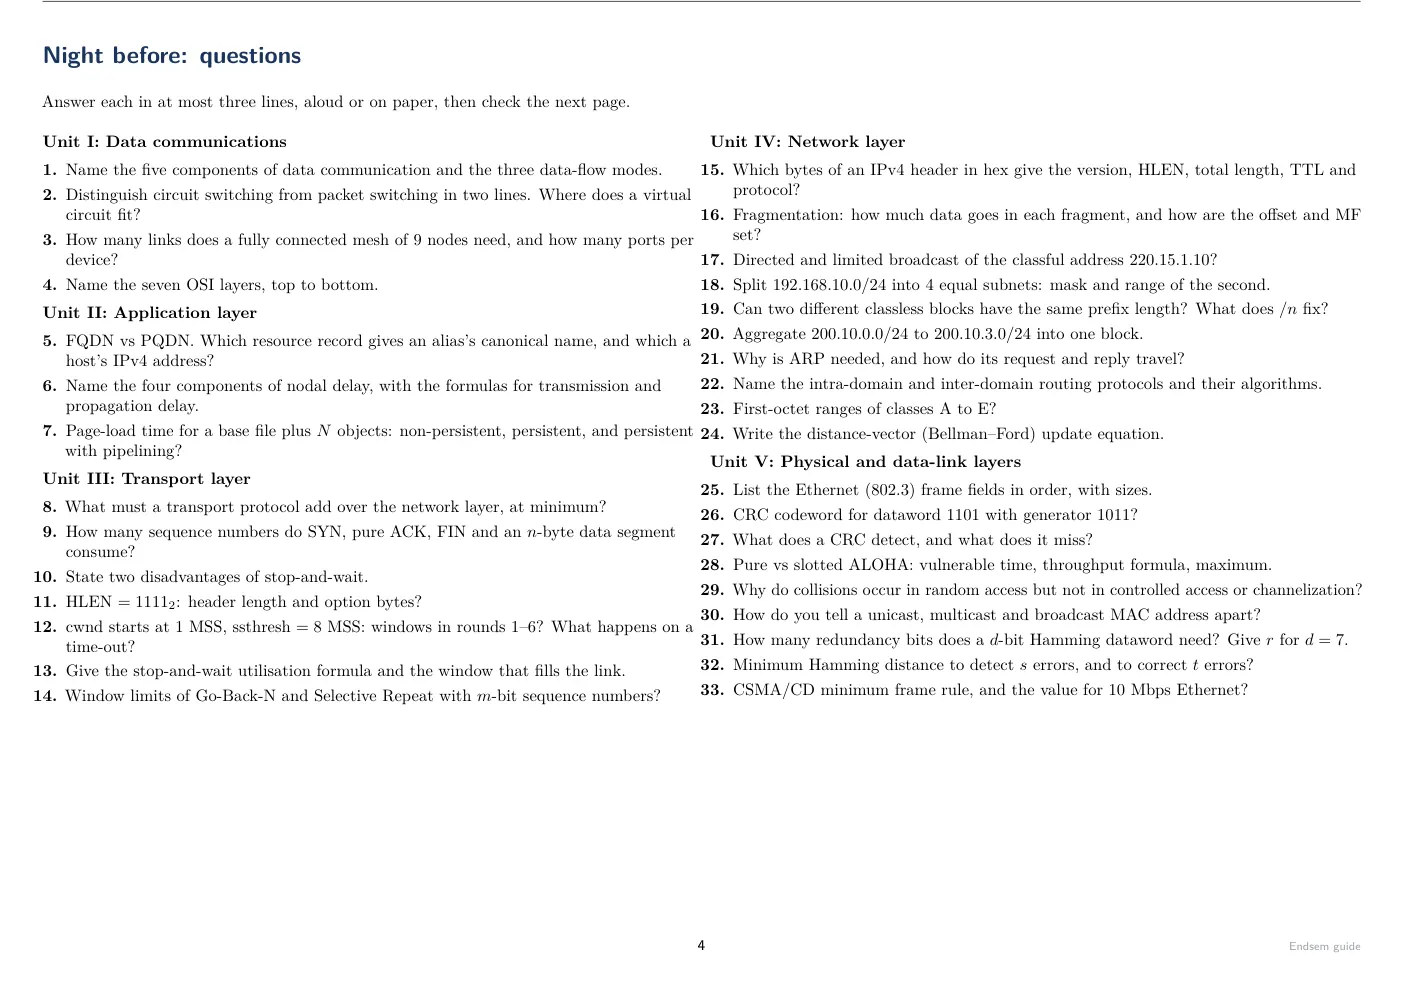 Night before: questions
Answer each in at most three lines, aloud or on paper, then check the next page.
Unit I: Data communications
1. Name the five components of data communication and the three data-flow modes.
2. Distinguish circuit switching from packet switching in two lines. Where does a virtual
circuit fit?
3. How many links does a fully connected mesh of 9 nodes need, and how many ports per
device?
4. Name the seven OSI layers, top to bottom.
Unit II: Application layer
5. FQDN vs PQDN. Which resource record gives an alias's canonical name, and which a
host's IPv4 address?
6. Name the four components of nodal delay, with the formulas for transmission and
propagation delay.
7. Page-load time for a base file plus N objects: non-persistent, persistent, and persistent
with pipelining?
Unit III: Transport layer
8. What must a transport protocol add over the network layer, at minimum?
9. How many sequence numbers do SYN, pure ACK, FIN and an n-byte data segment
consume?
10. State two disadvantages of stop-and-wait.
11. HLEN = 1111₂: header length and option bytes?
12. cwnd starts at 1 MSS, ssthresh = 8 MSS: windows in rounds 1–6? What happens on a
time-out?
13. Give the stop-and-wait utilisation formula and the window that fills the link.
14. Window limits of Go-Back-N and Selective Repeat with m-bit sequence numbers?
Unit IV: Network layer
15. Which bytes of an IPv4 header in hex give the version, HLEN, total length, TTL and
protocol?
16. Fragmentation: how much data goes in each fragment, and how are the offset and MF
set?
17. Directed and limited broadcast of the classful address 220.15.1.10?
18. Split 192.168.10.0/24 into 4 equal subnets: mask and range of the second.
19. Can two different classless blocks have the same prefix length? What does /n fix?
20. Aggregate 200.10.0.0/24 to 200.10.3.0/24 into one block.
21. Why is ARP needed, and how do its request and reply travel?
22. Name the intra-domain and inter-domain routing protocols and their algorithms.
23. First-octet ranges of classes A to E?
24. Write the distance-vector (Bellman–Ford) update equation.
Unit V: Physical and data-link layers
25. List the Ethernet (802.3) frame fields in order, with sizes.
26. CRC codeword for dataword 1101 with generator 1011?
27. What does a CRC detect, and what does it miss?
28. Pure vs slotted ALOHA: vulnerable time, throughput formula, maximum.
29. Why do collisions occur in random access but not in controlled access or channelization?
30. How do you tell a unicast, multicast and broadcast MAC address apart?
31. How many redundancy bits does a d-bit Hamming dataword need? Give r for d = 7.
32. Minimum Hamming distance to detect s errors, and to correct t errors?
33. CSMA/CD minimum frame rule, and the value for 10 Mbps Ethernet?
4
Endsem guide